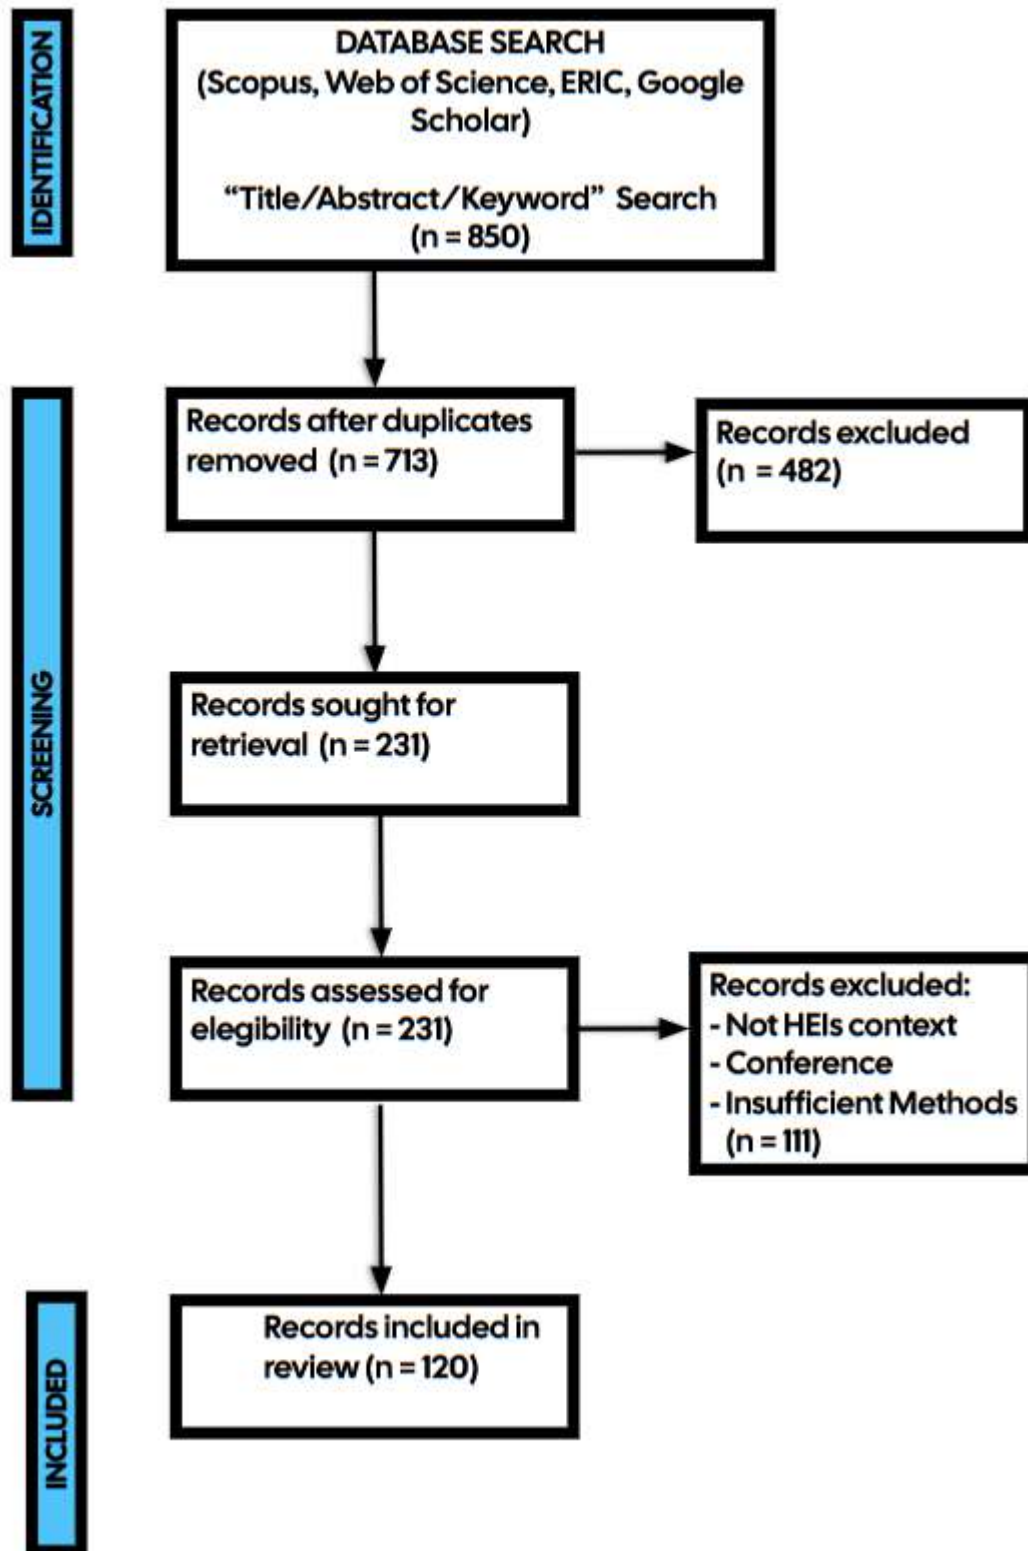 IDENTIFICATION
DATABASE SEARCH
(Scopus, Web of Science, ERIC, Google
Scholar)
“Title/Abstract/Keyword” Search
(n = 850)
SCREENING
Records after duplicates
removed (n = 713)
Records excluded
(n = 482)
Records sought for
retrieval (n = 231)
Records assessed for
elegibility (n = 231)
Records excluded:
- Not HEIs context
- Conference
- Insufficient Methods
(n = 111)
INCLUDED
Records included in
review (n = 120)